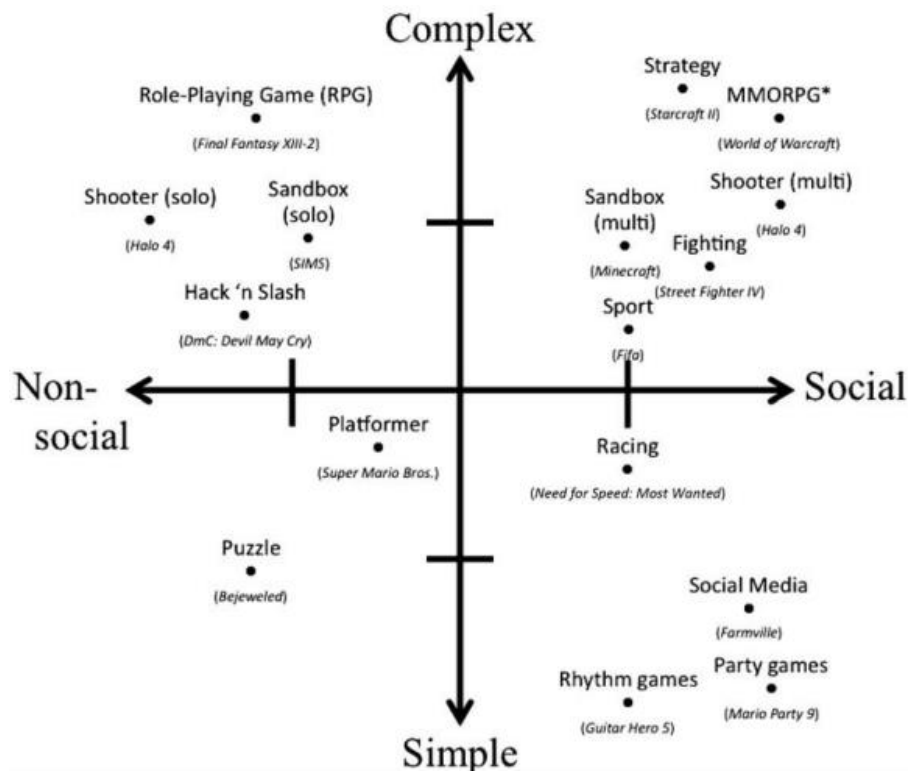 Complex
Strategy
(Starcraft II)
Role-Playing Game (RPG)
(Final Fantasy XIII-2)
MMORPG*
(World of Warcraft)
Shooter (solo)
(Halo 4)
Sandbox
(solo)
(SIMS)
Sandbox
(multi)
(Minecraft)
Shooter (multi)
(Halo 4)
Fighting
(Street Fighter IV)
Hack ‘n Slash
(DmC: Devil May Cry)
Sport
(Fifa)
Non-
social
Social
Platformer
(Super Mario Bros.)
Racing
(Need for Speed: Most Wanted)
Puzzle
(Bejeweled)
Social Media
(Farmville)
Rhythm games
(Guitar Hero 5)
Party games
(Mario Party 9)
Simple